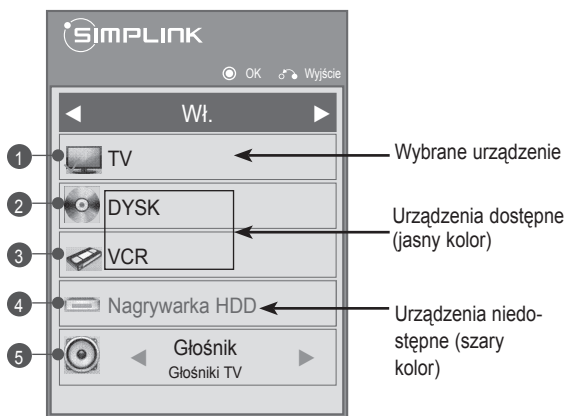 SIMPLINK
OK Wyjście
◀ Wł. ▶
1 TV
Wybrane urządzenie
2 DYSK
3 VCR
Urządzenia dostępne
(jasny kolor)
4 Nagrywarka HDD
Urządzenia niedo-
stępne (szary
kolor)
5 ◀ Głośnik ▶
Głośniki TV